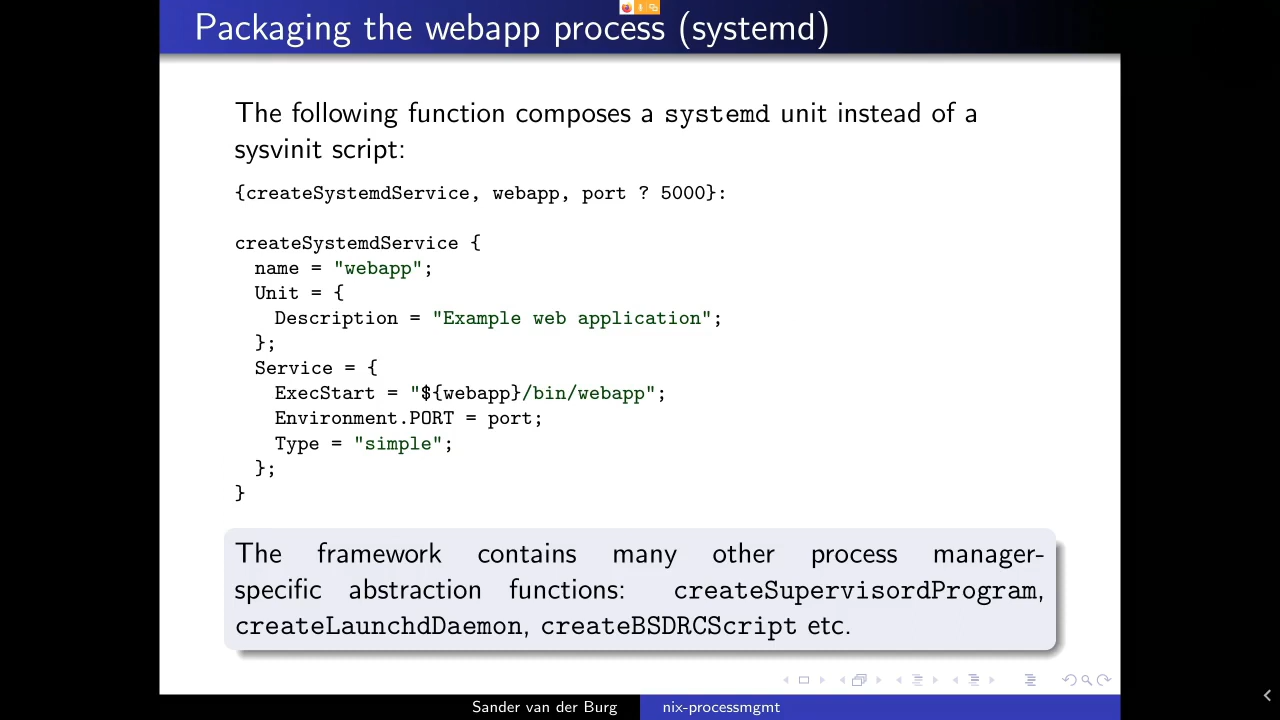 Packaging the webapp process (systemd)
The following function composes a systemd unit instead of a
sysvinit script:
{createSystemdService, webapp, port ? 5000}:
createSystemdService {
name = "webapp";
Unit = {
Description = "Example web application";
};
Service = {
ExecStart = "${webapp}/bin/webapp";
Environment.PORT = port;
Type = "simple";
};
}
The framework contains many other process manager-
specific abstraction functions: createSupervisordProgram,
createLaunchdDaemon, createBSDRCScript etc.
Sander van der Burg
nix-processmgmt